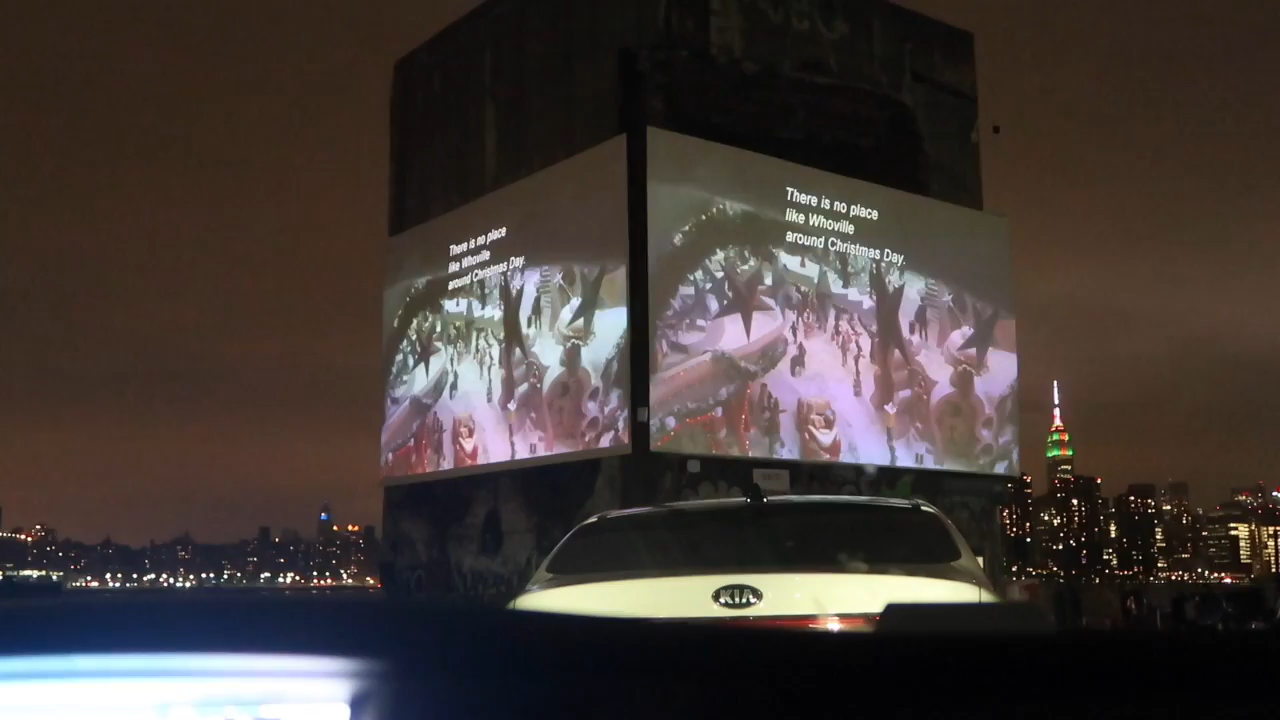 There is no place
like Whoville
around Christmas Day.
There is no place
like Whoville
around Christmas Day.
KIA